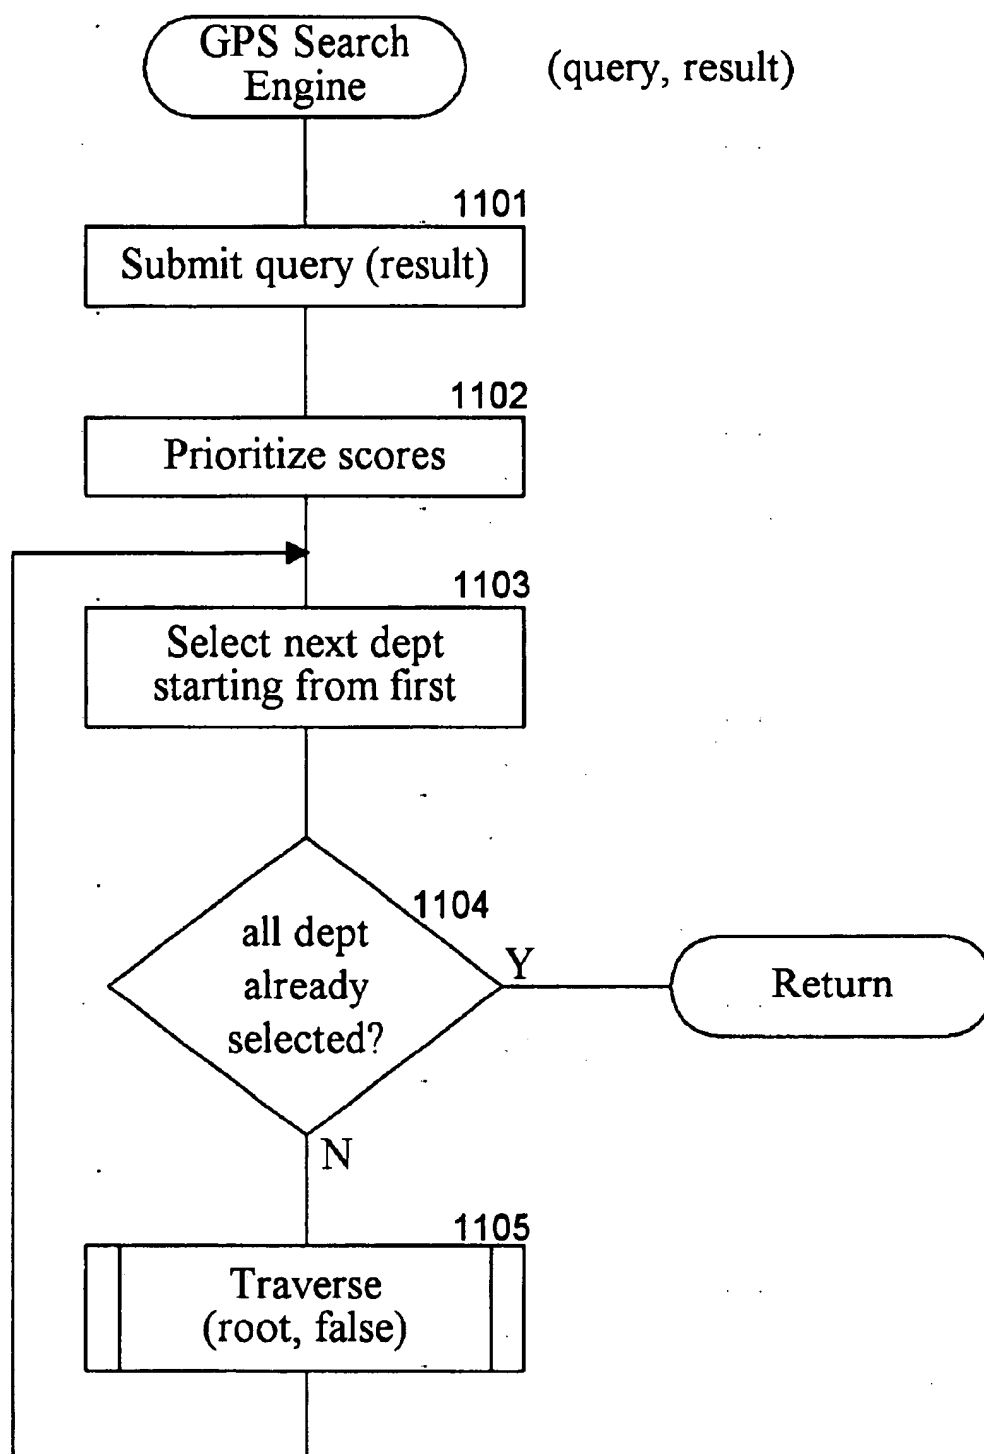 GPS Search
Engine
(query, result)
1101
Submit query (result)
1102
Prioritize scores
1103
Select next dept
starting from first
1104
all dept
already
selected?
Y
Return
N
1105
Traverse
(root, false)